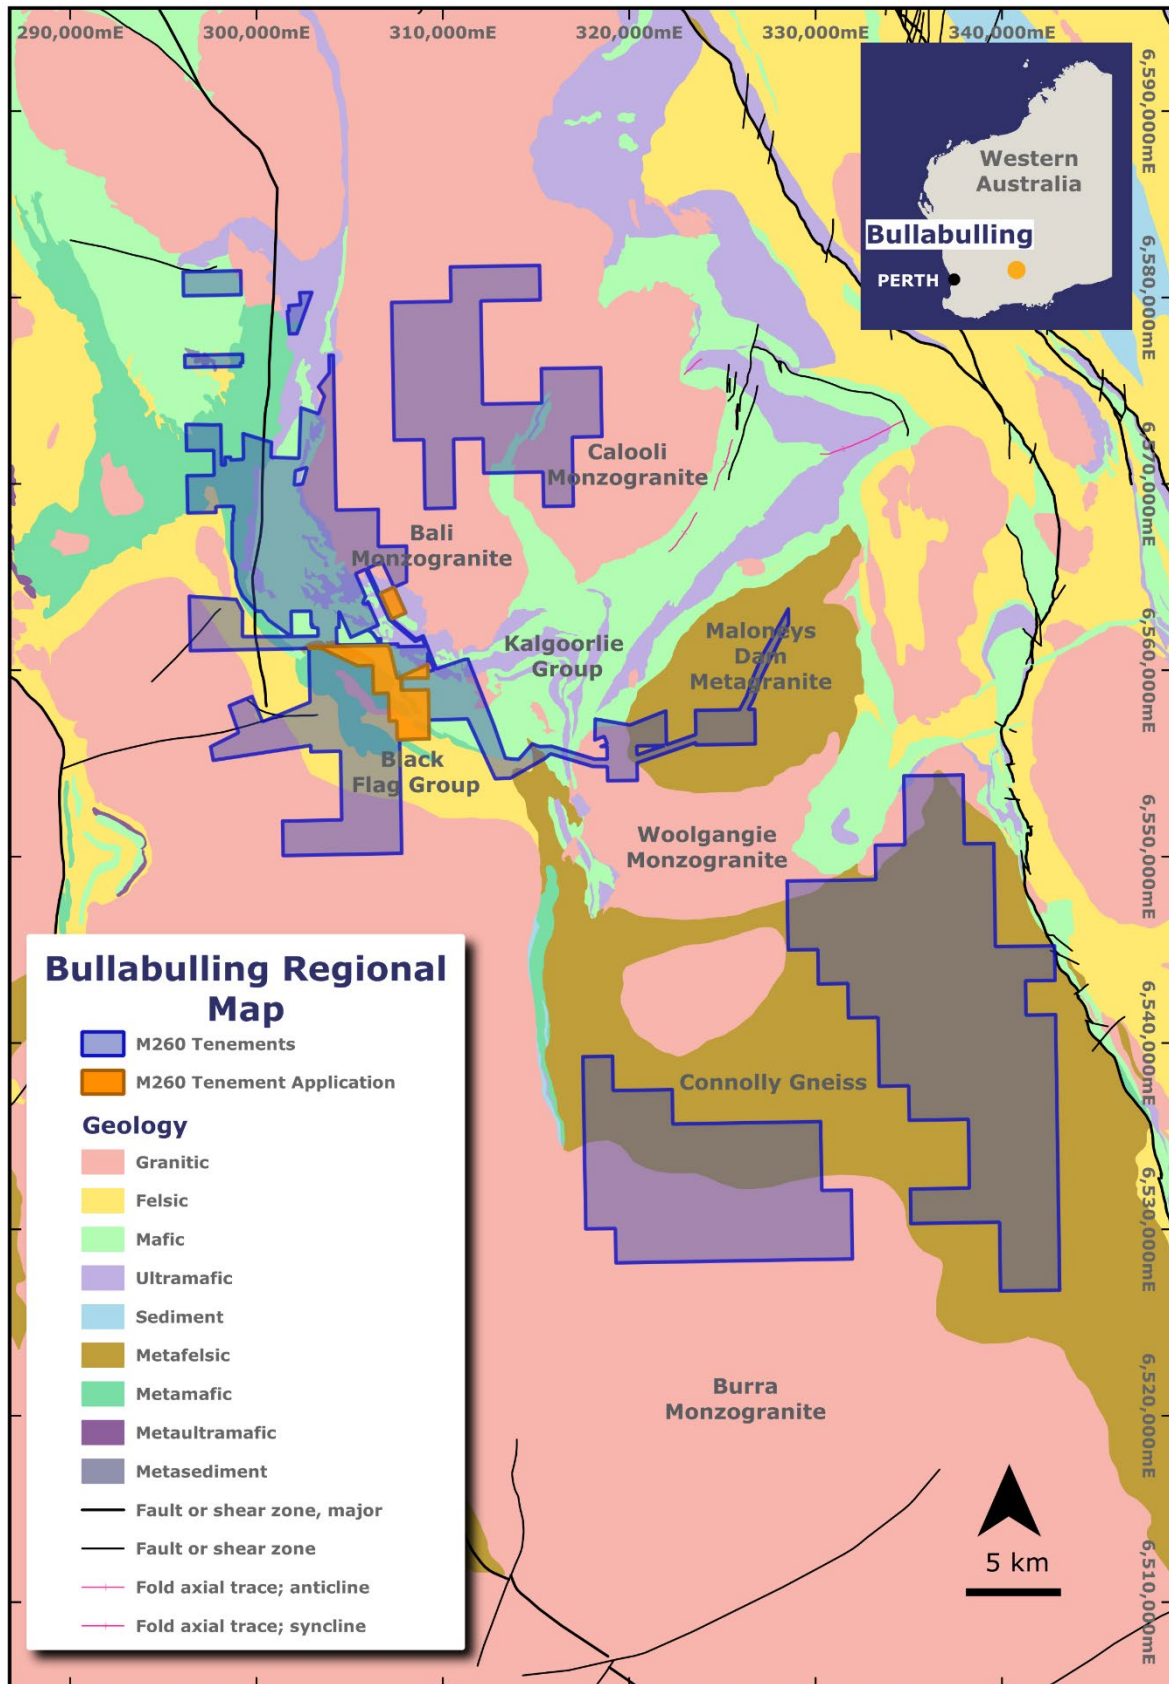 290,000mE
300,000mE
310,000mE
320,000mE
330,000mE
340,000mE
6,590,000mE
6,580,000mE
6,570,000mE
6,560,000mE
6,550,000mE
6,540,000mE
6,530,000mE
6,520,000mE
6,510,000mE
Western
Australia
Bullabulling
PERTH
Calooli
Monzogranite
Bali
Monzogranite
Kalgoorlie
Group
Maloneys
Dam
Metagranite
Black
Flag Group
Woolgangie
Monzogranite
Connolly Gneiss
Burra
Monzogranite
Bullabulling Regional
Map
M260 Tenements
M260 Tenement Application
Geology
Granitic
Felsic
Mafic
Ultramafic
Sediment
Metafelsic
Metamafic
Metaultramafic
Metasediment
Fault or shear zone, major
Fault or shear zone
Fold axial trace; anticline
Fold axial trace; syncline
5 km